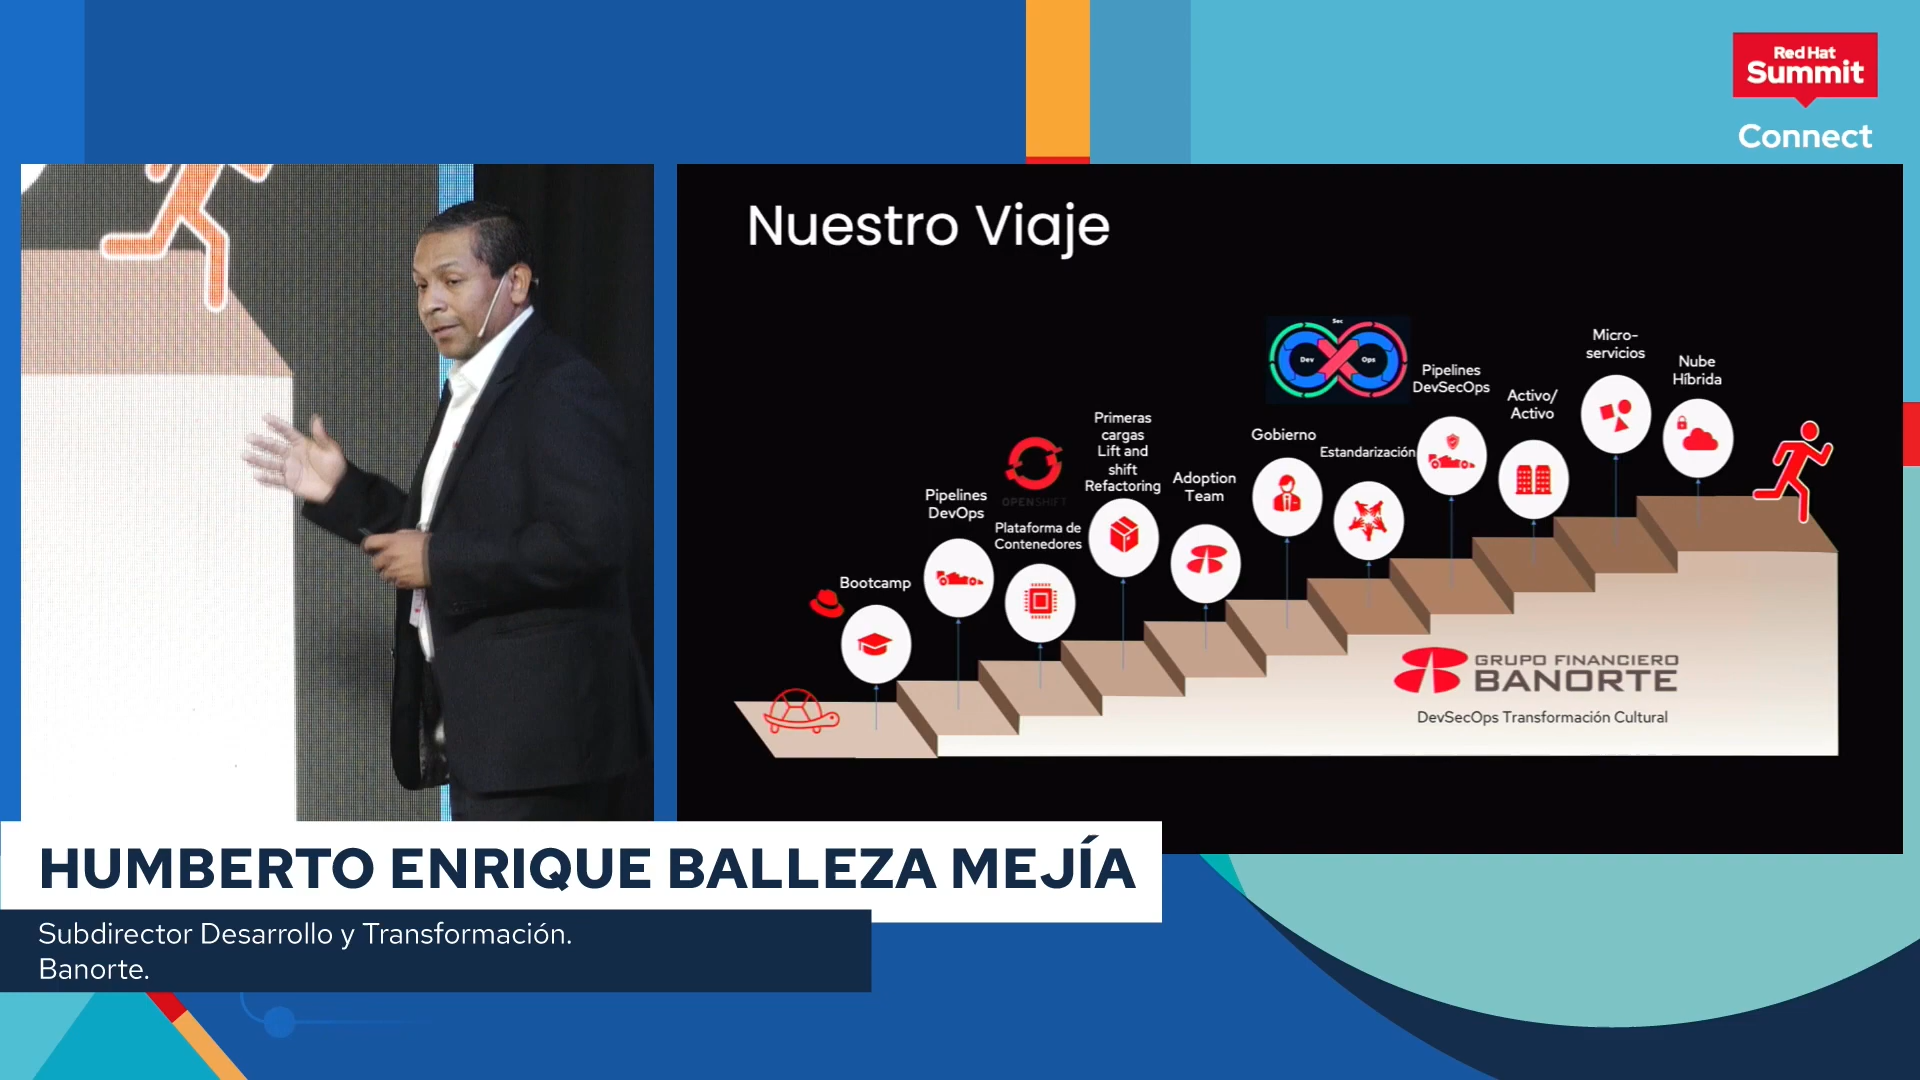 Red Hat
Summit
Connect
Nuestro Viaje
Bootcamp
Pipelines
DevOps
OPENSHIFT
Plataforma de
Contenedores
Primeras
cargas
Lift and
shift
Refactoring
Adoption
Team
Gobierno
Estandarización
Sec
Dev
Ops
Pipelines
DevSecOps
Activo/
Activo
Micro-
servicios
Nube
Híbrida
GRUPO FINANCIERO
BANORTE
DevSecOps Transformación Cultural
HUMBERTO ENRIQUE BALLEZA MEJÍA
Subdirector Desarrollo y Transformación.
Banorte.